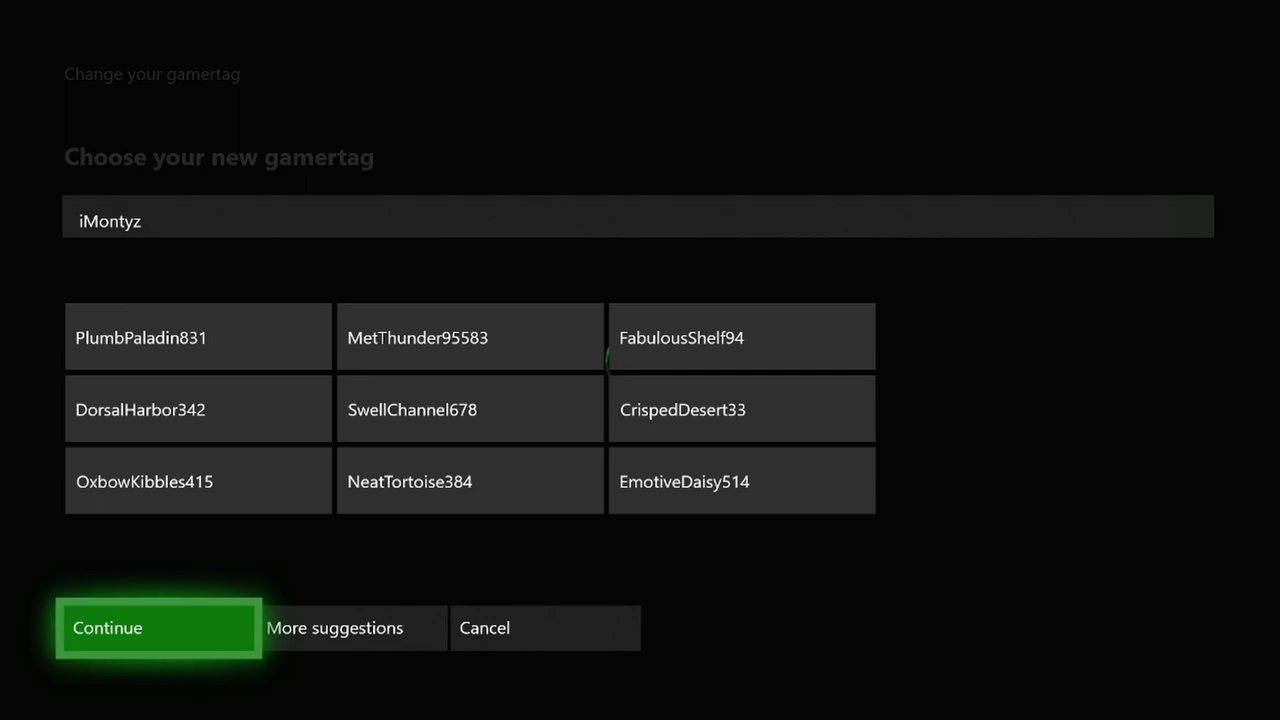 Change your gamertag
Choose your new gamertag
iMontyz
PlumbPaladin831 MetThunder95583 FabulousShelf94
DorsalHarbor342 SwellChannel678 CrispedDesert33
OxbowKibbles415 NeatTortoise384 EmotiveDaisy514
Continue More suggestions Cancel